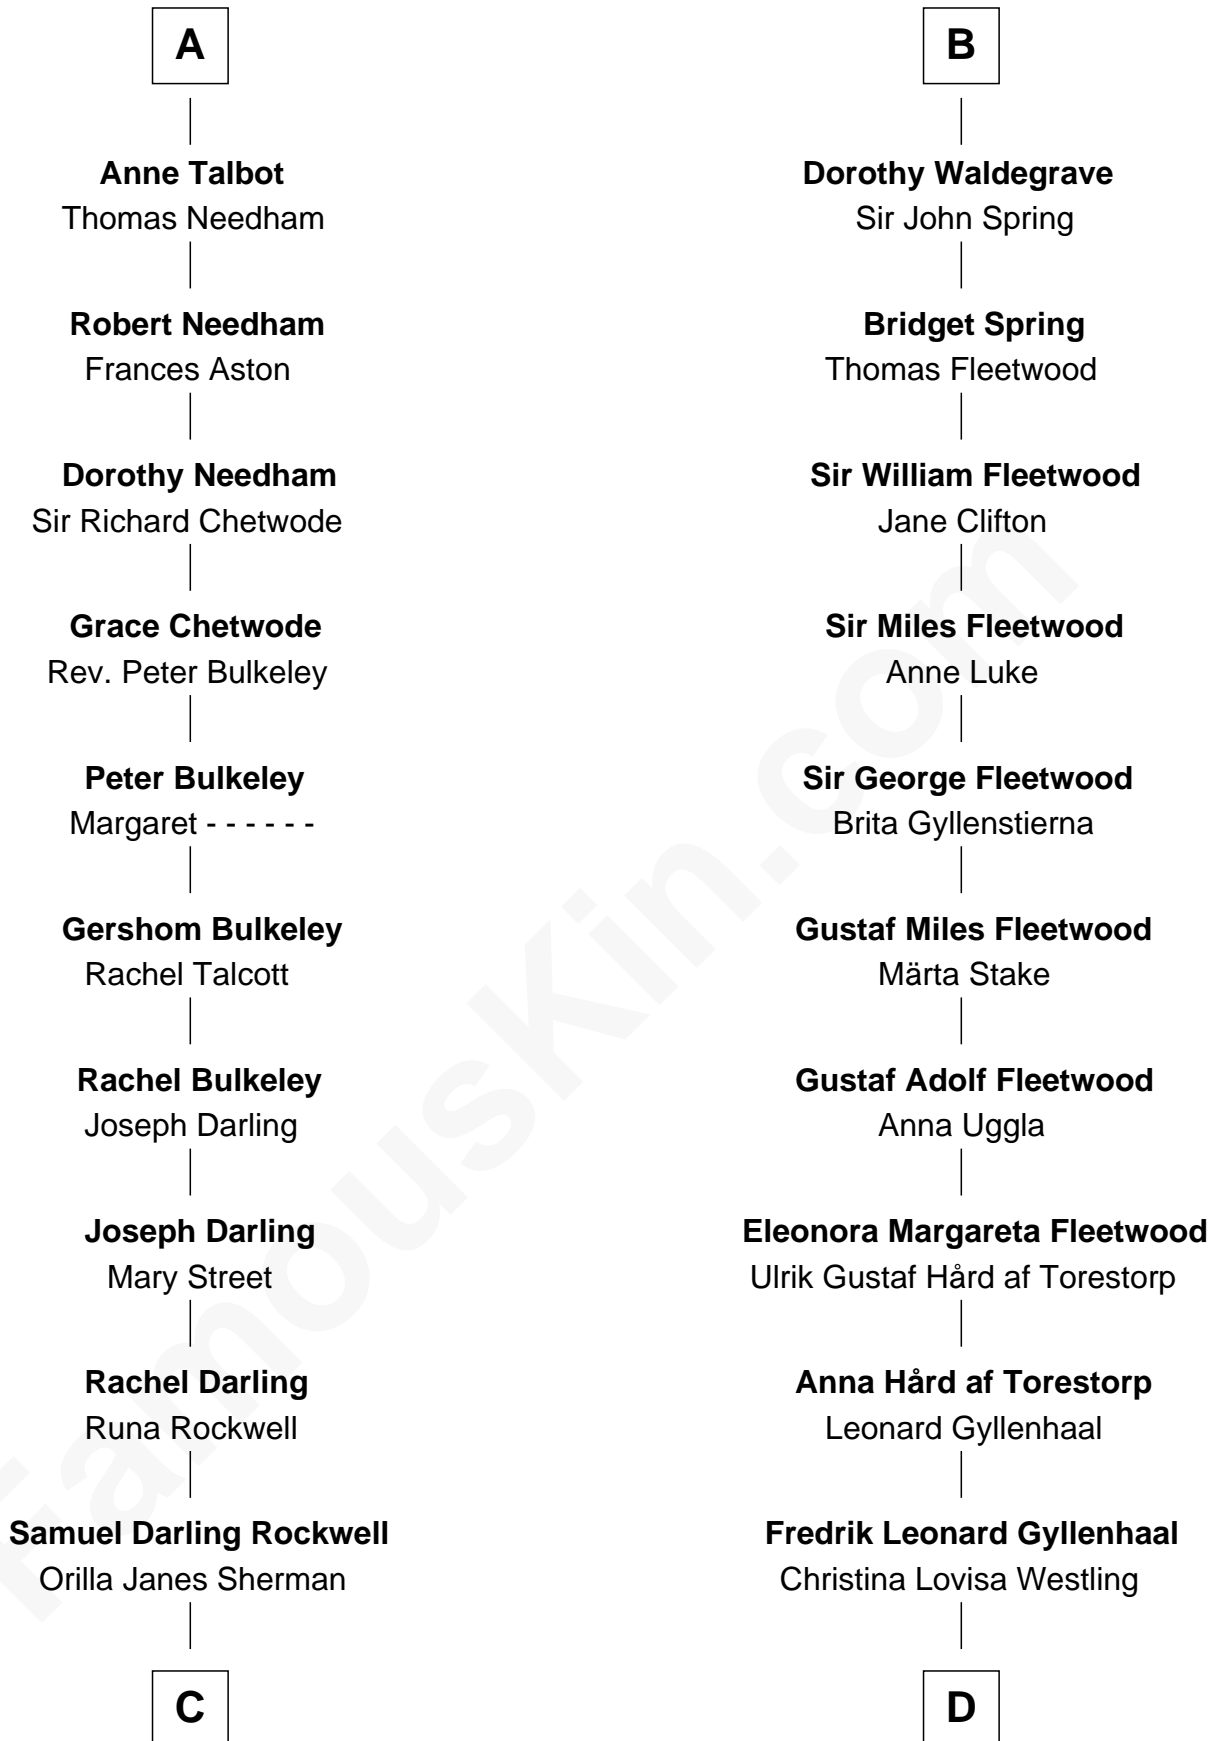 A
Anne Talbot
Thomas Needham
Robert Needham
Frances Aston
Dorothy Needham
Sir Richard Chetwode
Grace Chetwode
Rev. Peter Bulkeley
Peter Bulkeley
Margaret - - - - - -
Gershom Bulkeley
Rachel Talcott
Rachel Bulkeley
Joseph Darling
Joseph Darling
Mary Street
Rachel Darling
Runa Rockwell
Samuel Darling Rockwell
Orilla Janes Sherman
C
B
Dorothy Waldegrave
Sir John Spring
Bridget Spring
Thomas Fleetwood
Sir William Fleetwood
Jane Clifton
Sir Miles Fleetwood
Anne Luke
Sir George Fleetwood
Brita Gyllenstierna
Gustaf Miles Fleetwood
Märta Stake
Gustaf Adolf Fleetwood
Anna Uggla
Eleonora Margareta Fleetwood
Ulrik Gustaf Hård af Torestorp
Anna Hård af Torestorp
Leonard Gyllenhaal
Fredrik Leonard Gyllenhaal
Christina Lovisa Westling
D
FamousKin.com